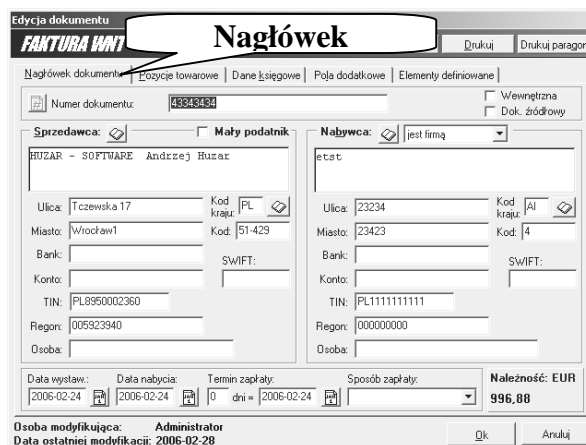 Edycja dokumentu
FAKTURA WNT
Nagłówek
Drukuj Drukuj paragon
Nagłówek dokumentu Pozycje towarowe Dane księgowe Pola dodatkowe Elementy definiowane
Numer dokumentu: 43343434 Wewnętrzna
Dok. źródłowy
Sprzedawca: Mały podatnik Nabywca: jest firmą
HUZAR - SOFTWARE Andrzej Huzar etst
Ulica: Tczewska 17 Kod kraju: PL Ulica: 23234 Kod kraju: AI
Miasto: Wrocław1 Kod: 51-429 Miasto: 23423 Kod: 4
Bank: SWIFT: Bank: SWIFT:
Konto: Konto:
TIN: PL8950002360 TIN: PL1111111111
Regon: 005923940 Regon: 000000000
Osoba: Osoba:
Data wystaw.: Data nabycia: Termin zapłaty: Sposób zapłaty: Należność: EUR
2006-02-24 2006-02-24 0 dni = 2006-02-24 996,88
Osoba modyfikująca: Administrator
Data ostatniej modyfikacji: 2006-02-28 Ok Anuluj